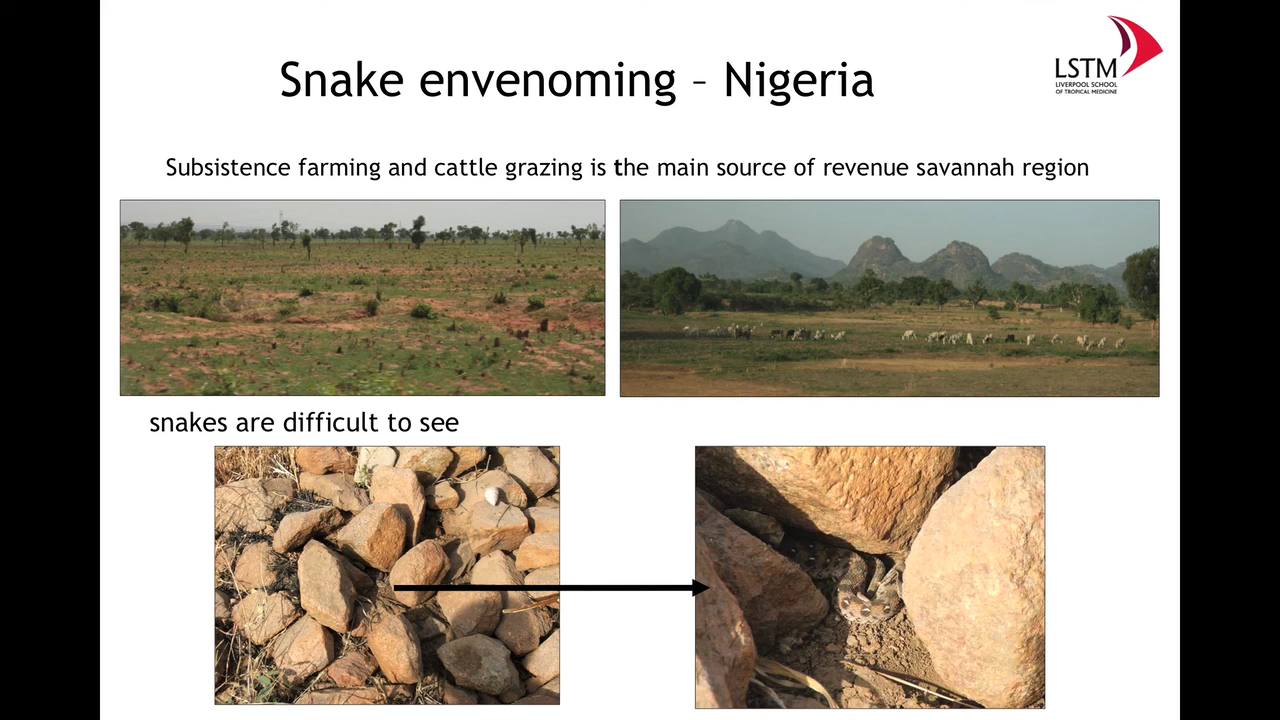 Snake envenoming – Nigeria
LSTM
LIVERPOOL SCHOOL
OF TROPICAL MEDICINE
Subsistence farming and cattle grazing is the main source of revenue savannah region
snakes are difficult to see